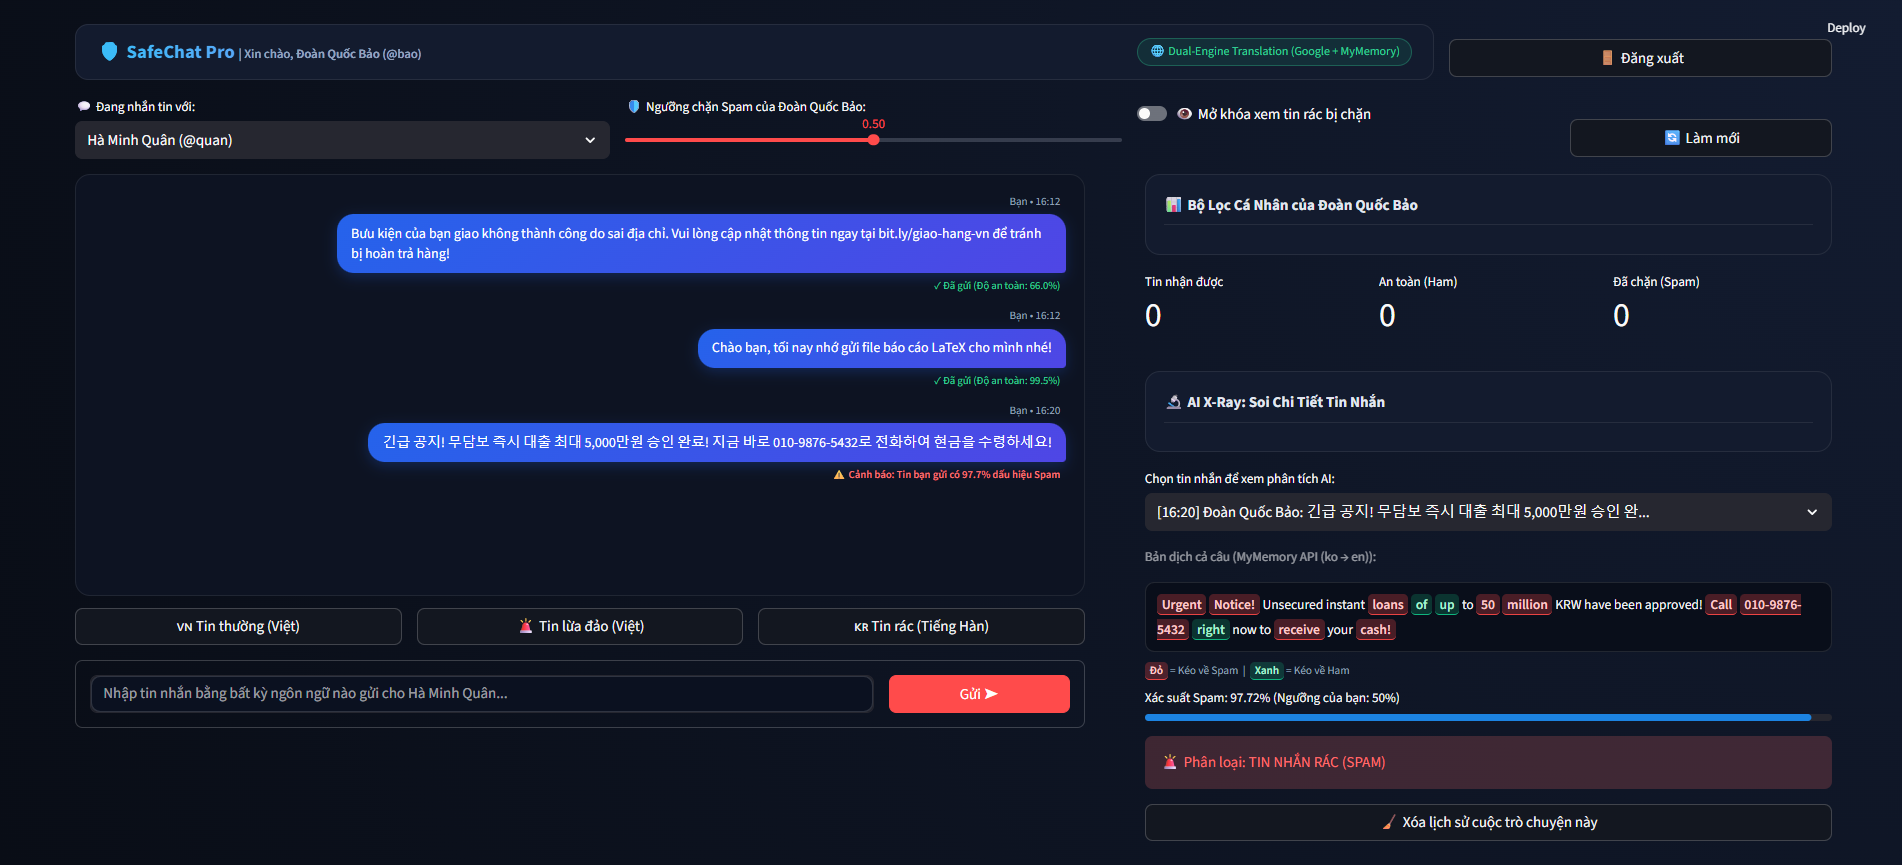 Deploy
SafeChat Pro | Xin chào, Đoàn Quốc Bảo (@bao)
Dual-Engine Translation (Google + MyMemory)
Đăng xuất
Đang nhắn tin với:
Hà Minh Quân (@quan)
Ngưỡng chặn Spam của Đoàn Quốc Bảo:
0.50
Mở khóa xem tin rác bị chặn
Làm mới
Bạn • 16:12
Bưu kiện của bạn giao không thành công do sai địa chỉ. Vui lòng cập nhật thông tin ngay tại bit.ly/giao-hang-vn để tránh
bị hoàn trả hàng!
✓ Đã gửi (Độ an toàn: 66.0%)
Bạn • 16:12
Chào bạn, tối nay nhớ gửi file báo cáo LaTeX cho mình nhé!
✓ Đã gửi (Độ an toàn: 99.5%)
Bạn • 16:20
긴급 공지! 무담보 즉시 대출 최대 5,000만원 승인 완료! 지금 바로 010-9876-5432로 전화하여 현금을 수령하세요!
⚠ Cảnh báo: Tin bạn gửi có 97.7% dấu hiệu Spam
VN Tin thường (Việt)
Tin lừa đảo (Việt)
KR Tin rác (Tiếng Hàn)
Nhập tin nhắn bằng bất kỳ ngôn ngữ nào gửi cho Hà Minh Quân...
Gửi ➤
Bộ Lọc Cá Nhân của Đoàn Quốc Bảo
Tin nhận được
0
An toàn (Ham)
0
Đã chặn (Spam)
0
AI X-Ray: Soi Chi Tiết Tin Nhắn
Chọn tin nhắn để xem phân tích AI:
[16:20] Đoàn Quốc Bảo: 긴급 공지! 무담보 즉시 대출 최대 5,000만원 승인 완...
Bản dịch cả câu (MyMemory API (ko → en)):
Urgent Notice! Unsecured instant loans of up to 50 million KRW have been approved! Call 010-9876-
5432 right now to receive your cash!
Đỏ = Kéo về Spam | Xanh = Kéo về Ham
Xác suất Spam: 97.72% (Ngưỡng của bạn: 50%)
Phân loại: TIN NHẮN RÁC (SPAM)
Xóa lịch sử cuộc trò chuyện này